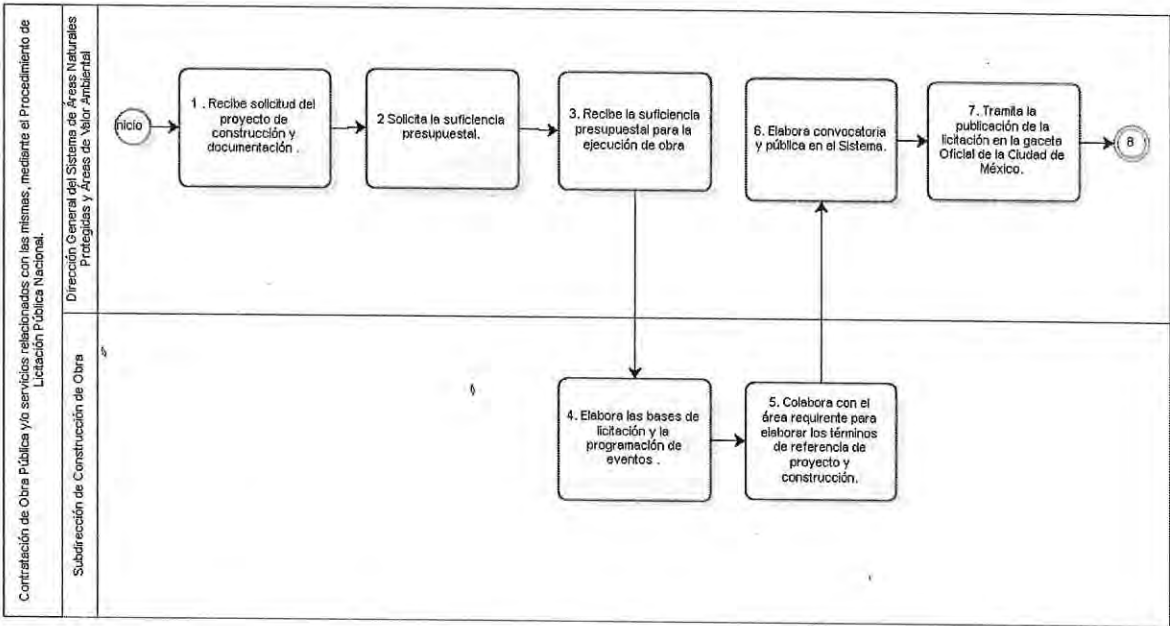 Contratación de Obra Pública y/o servicios relacionados con las mismas, mediante el Procedimiento de
Licitación Pública Nacional.
Dirección General del Sistema de Áreas Naturales
Protegidas y Áreas de Valor Ambiental
Inicio
1 . Recibe solicitud del
proyecto de
construcción y
documentación .
2 Solicita la suficiencia
presupuestal.
3. Recibe la suficiencia
presupuestal para la
ejecución de obra
6. Elabora convocatoria
y pública en el Sistema.
7. Tramita la
publicación de la
licitación en la gaceta
Oficial de la Ciudad de
México.
B
Subdirección de Construcción de Obra
4. Elabora las bases de
licitación y la
programación de
eventos .
5. Colabora con el
área requirente para
elaborar los términos
de referencia de
proyecto y
construcción.